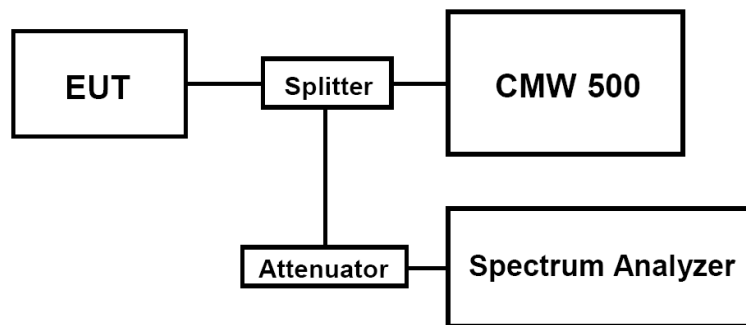 EUT
Splitter
CMW 500
Attenuator
Spectrum Analyzer